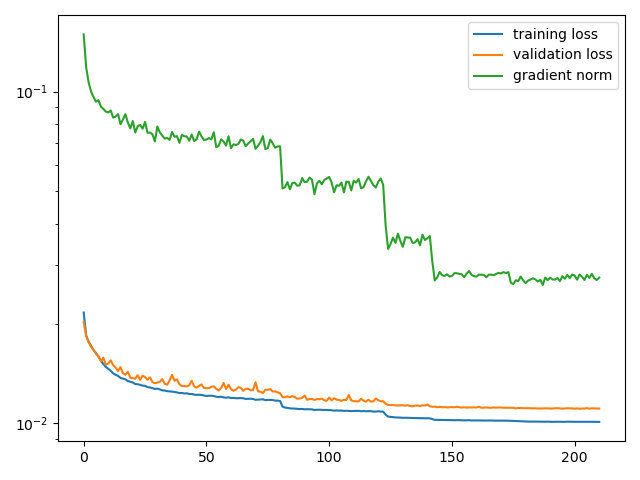 training loss
validation loss
gradient norm
10⁻¹
10⁻²
0
50
100
150
200